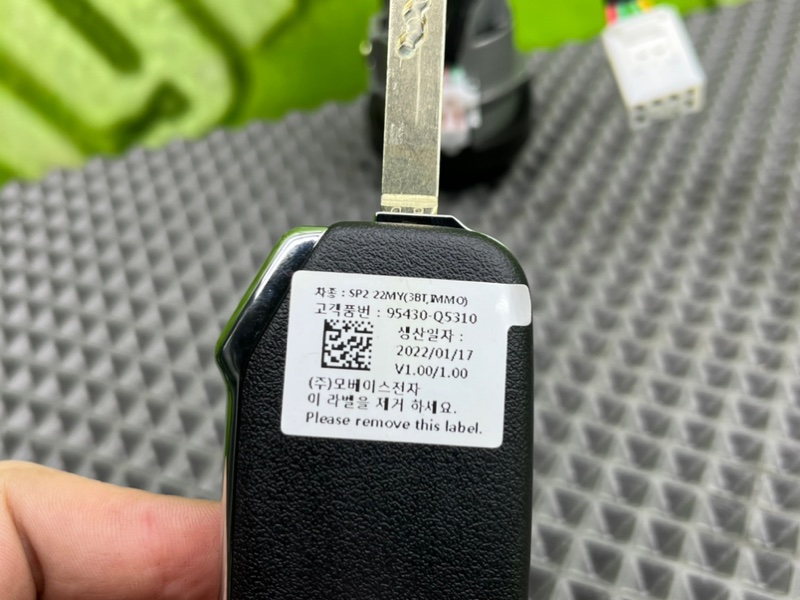 차종 : SP2 22MY(3BT,IMMO)
고객품번 : 95430-Q5310
생산일자 :
2022/01/17
V1.00/1.00
(주)모베이스전자
이 라벨을 제거 하세요.
Please remove this label.